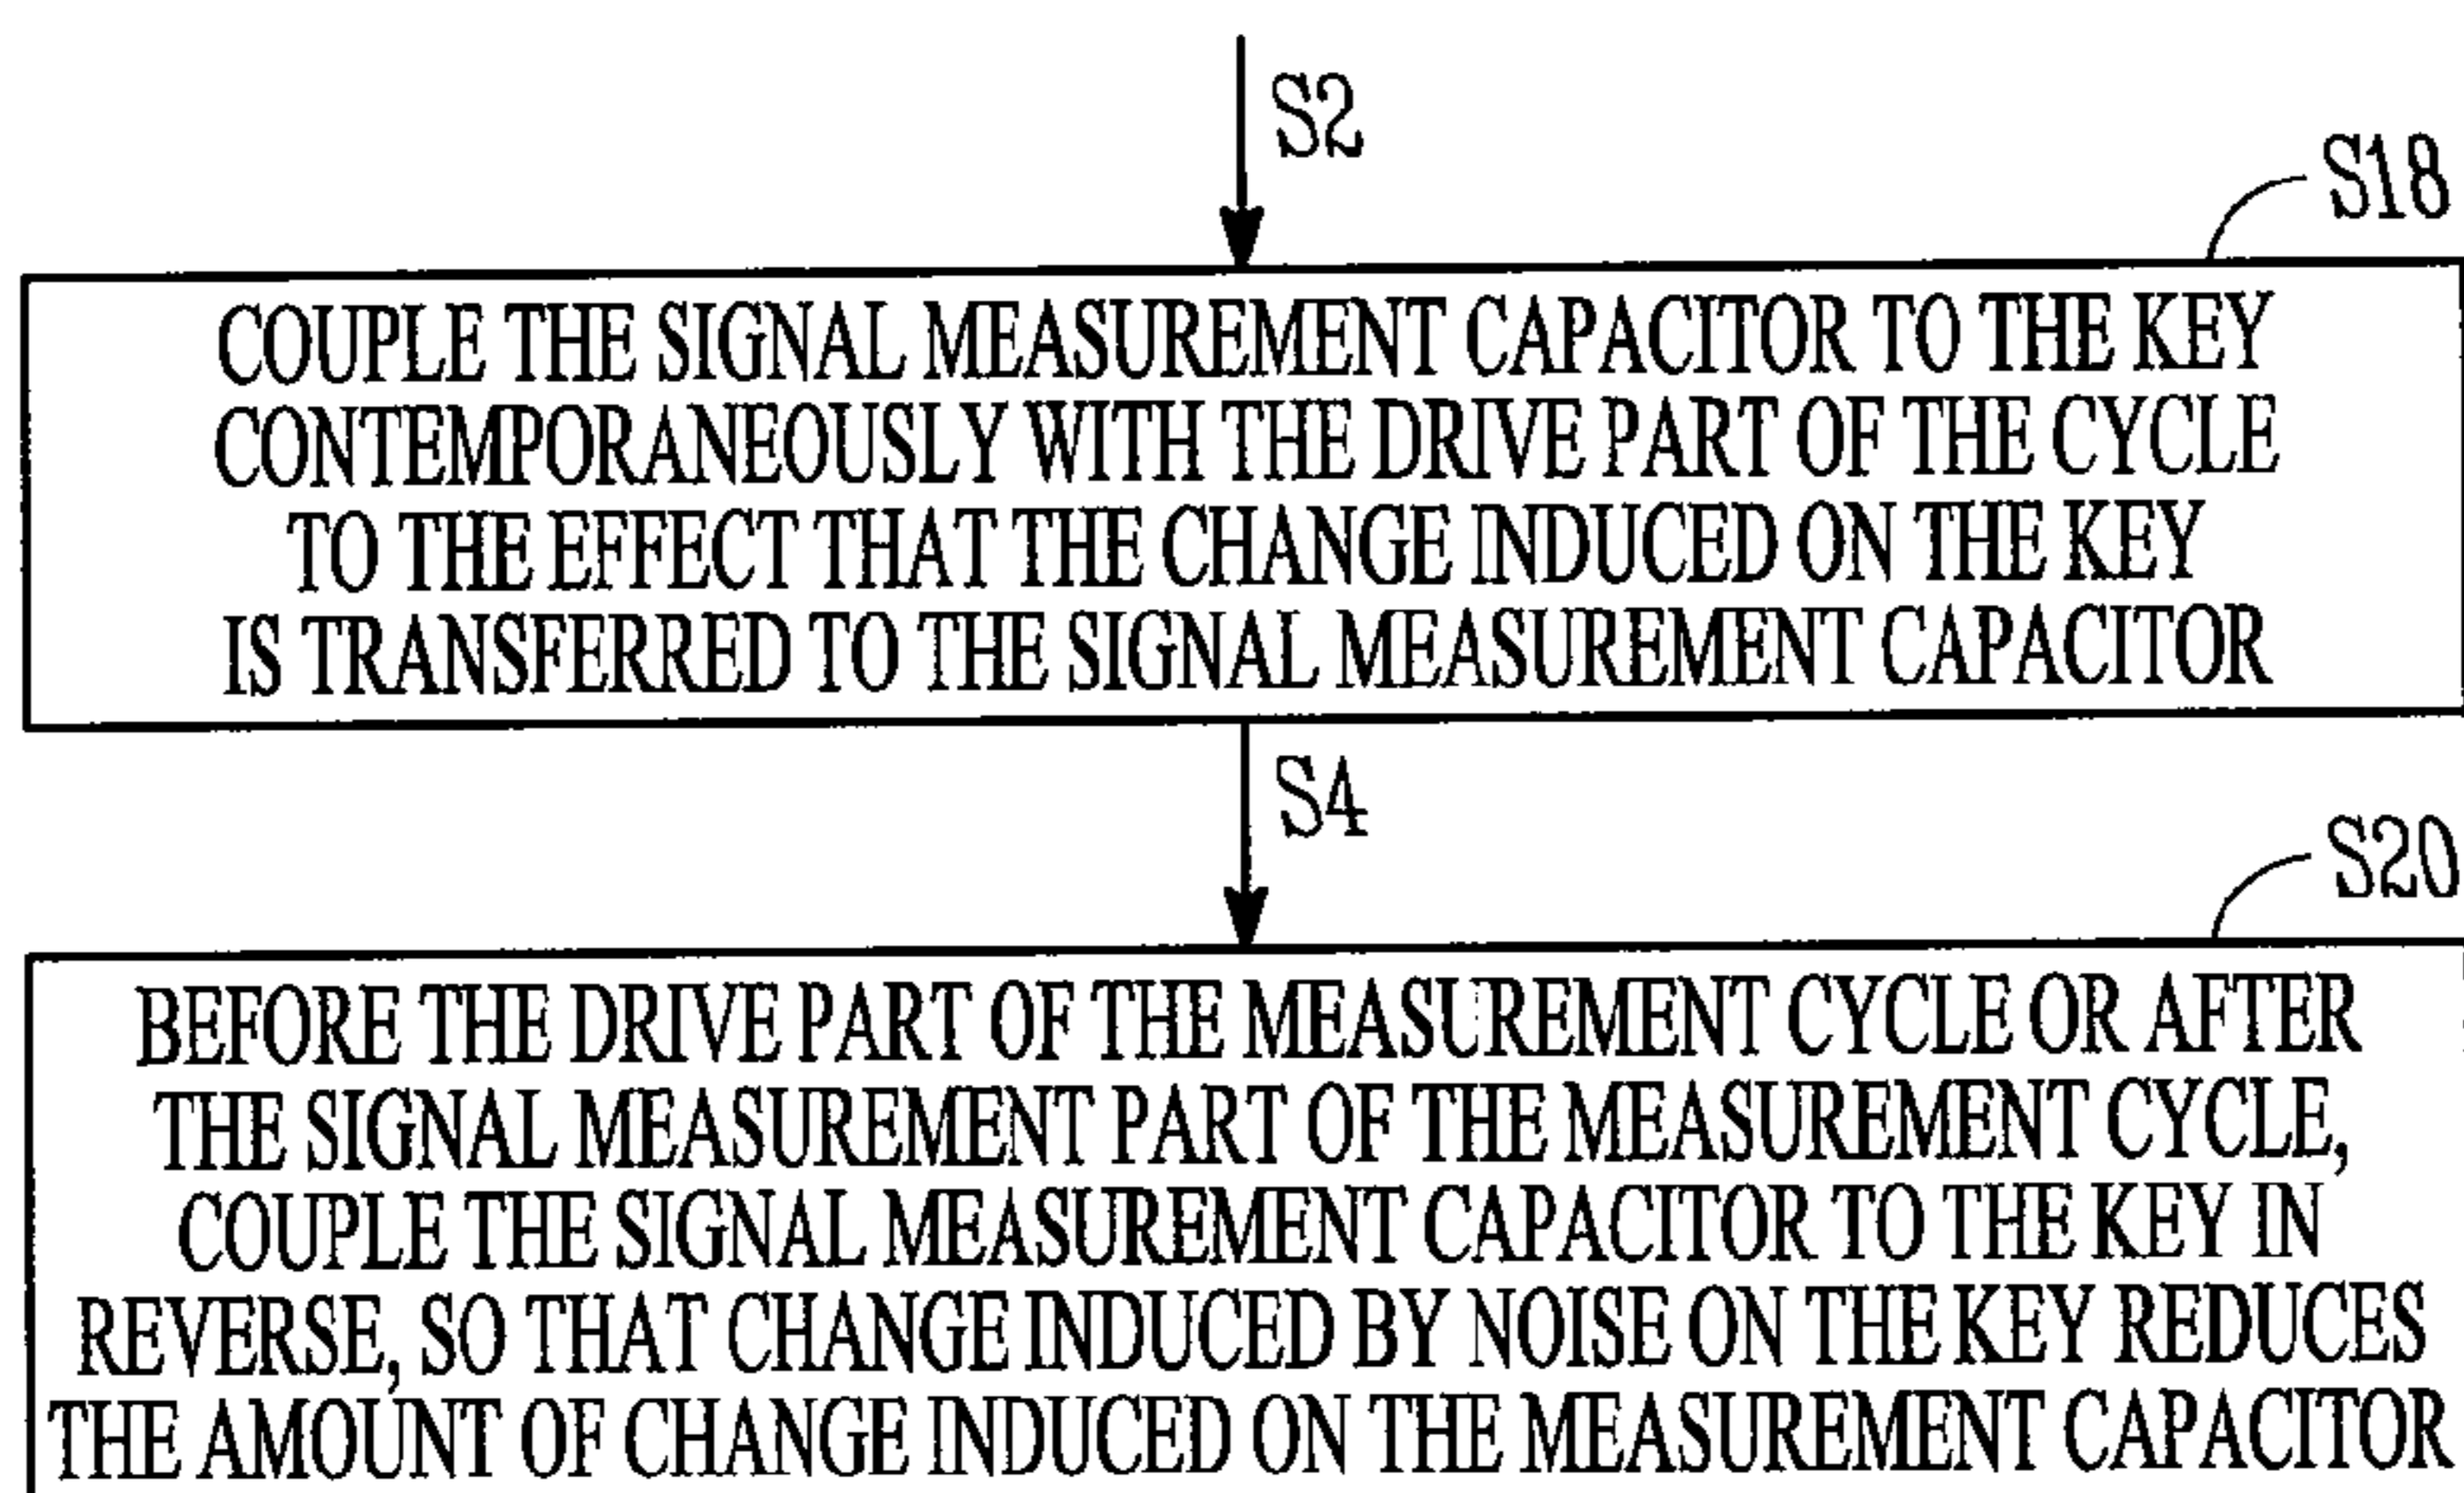 S2
S18
COUPLE THE SIGNAL MEASUREMENT CAPACITOR TO THE KEY
CONTEMPORANEOUSLY WITH THE DRIVE PART OF THE CYCLE
TO THE EFFECT THAT THE CHANGE INDUCED ON THE KEY
IS TRANSFERRED TO THE SIGNAL MEASUREMENT CAPACITOR
S4
S20
BEFORE THE DRIVE PART OF THE MEASUREMENT CYCLE OR AFTER
THE SIGNAL MEASUREMENT PART OF THE MEASUREMENT CYCLE,
COUPLE THE SIGNAL MEASUREMENT CAPACITOR TO THE KEY IN
REVERSE, SO THAT CHANGE INDUCED BY NOISE ON THE KEY REDUCES
THE AMOUNT OF CHANGE INDUCED ON THE MEASUREMENT CAPACITOR